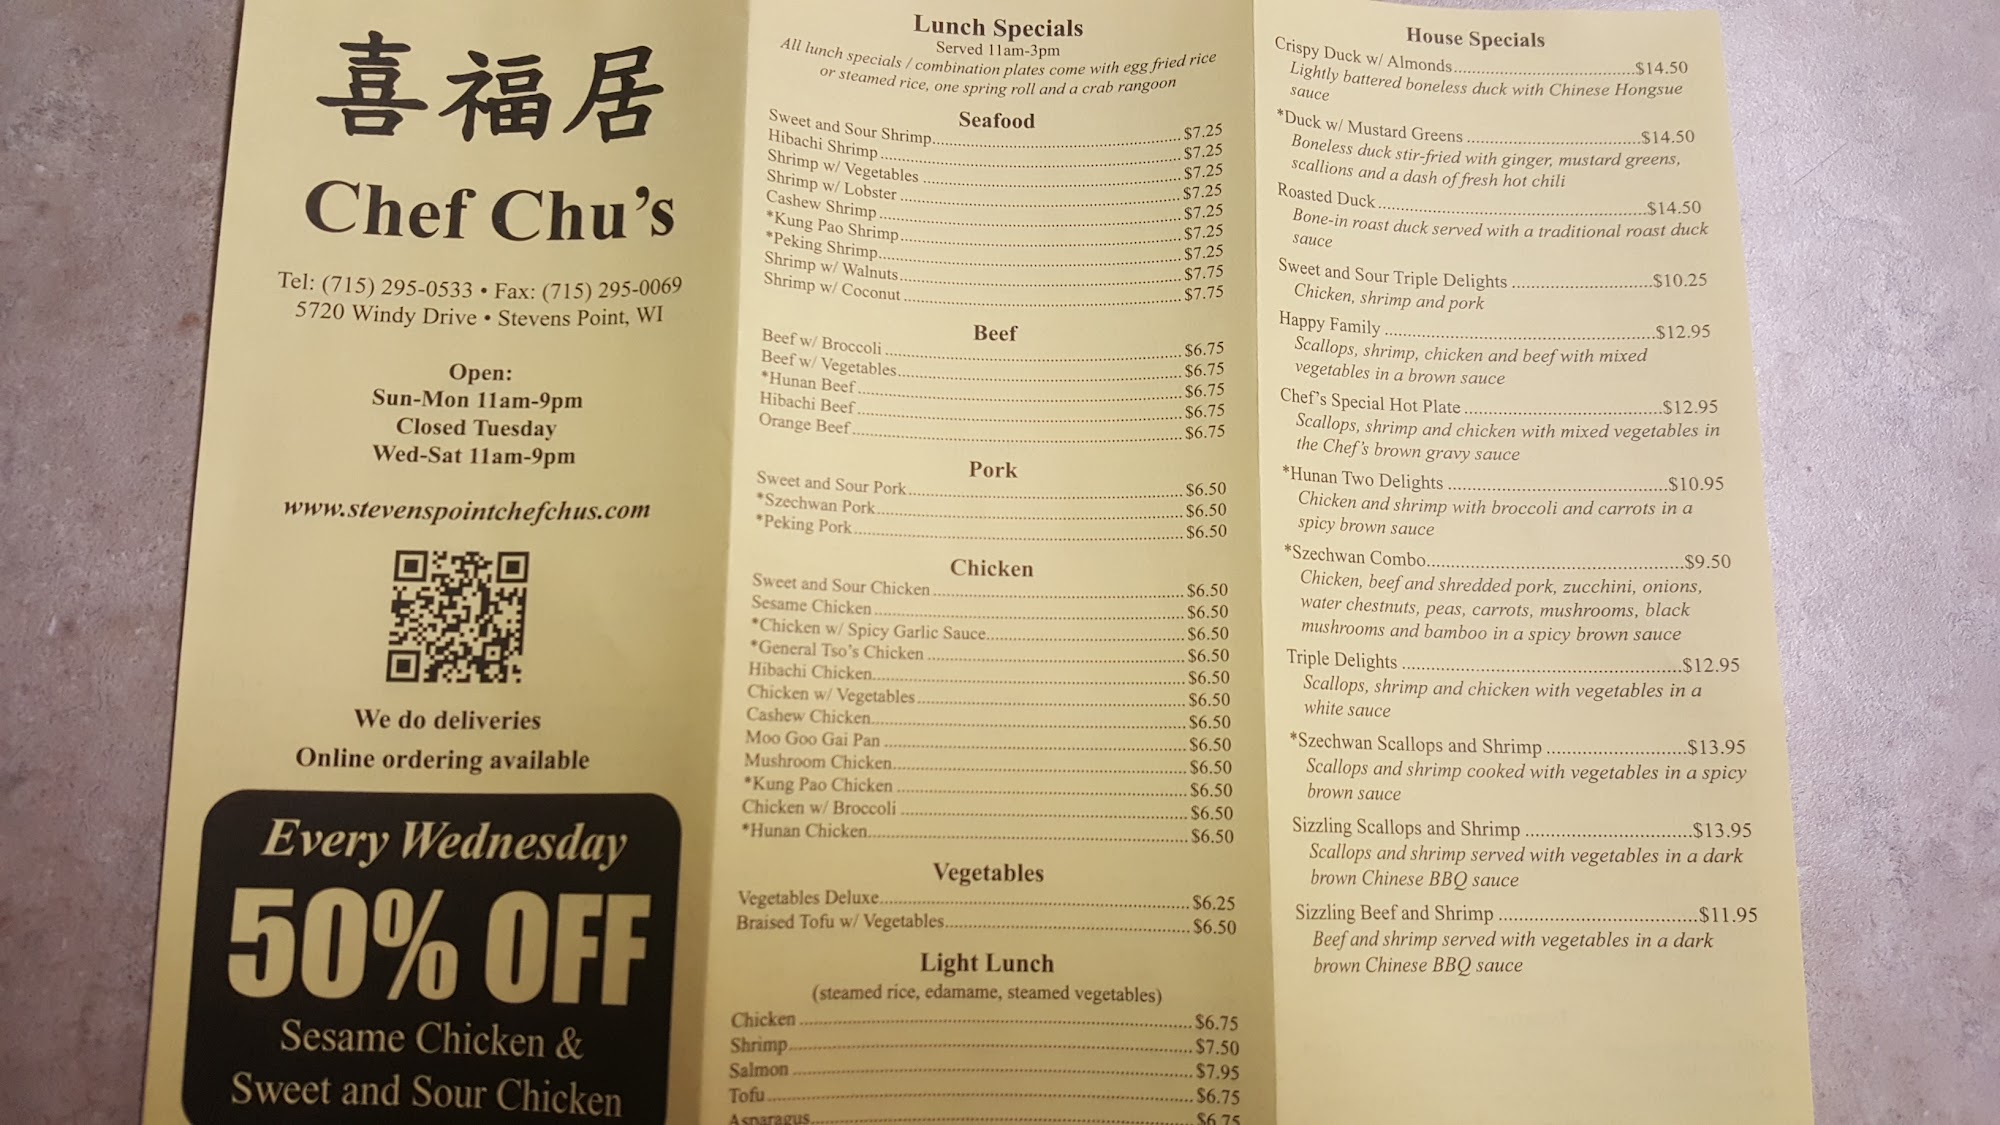 喜福居
Chef Chu's
Tel: (715) 295-0533 • Fax: (715) 295-0069
5720 Windy Drive • Stevens Point, WI
Open:
Sun-Mon 11am-9pm
Closed Tuesday
Wed-Sat 11am-9pm
www.stevenspointchefchus.com
We do deliveries
Online ordering available
Every Wednesday
50% OFF
Sesame Chicken &
Sweet and Sour Chicken
Lunch Specials
Served 11am-3pm
All lunch specials / combination plates come with egg fried rice
or steamed rice, one spring roll and a crab rangoon
Seafood
Sweet and Sour Shrimp $7.25
Hibachi Shrimp $7.25
Shrimp w/ Vegetables $7.25
Shrimp w/ Lobster $7.25
Cashew Shrimp $7.25
*Kung Pao Shrimp $7.25
*Peking Shrimp $7.25
Shrimp w/ Walnuts $7.75
Shrimp w/ Coconut $7.75
Beef
Beef w/ Broccoli $6.75
Beef w/ Vegetables $6.75
*Hunan Beef $6.75
Hibachi Beef $6.75
Orange Beef $6.75
Pork
Sweet and Sour Pork $6.50
*Szechwan Pork $6.50
*Peking Pork $6.50
Chicken
Sweet and Sour Chicken $6.50
Sesame Chicken $6.50
*Chicken w/ Spicy Garlic Sauce $6.50
*General Tso's Chicken $6.50
Hibachi Chicken $6.50
Chicken w/ Vegetables $6.50
Cashew Chicken $6.50
Moo Goo Gai Pan $6.50
Mushroom Chicken $6.50
*Kung Pao Chicken $6.50
Chicken w/ Broccoli $6.50
*Hunan Chicken $6.50
Vegetables
Vegetables Deluxe $6.25
Braised Tofu w/ Vegetables $6.50
Light Lunch
(steamed rice, edamame, steamed vegetables)
Chicken $6.75
Shrimp $7.50
Salmon $7.95
Tofu $6.75
Asparagus $6.75
House Specials
Crispy Duck w/ Almonds $14.50
Lightly battered boneless duck with Chinese Hongsue
sauce
*Duck w/ Mustard Greens $14.50
Boneless duck stir-fried with ginger, mustard greens,
scallions and a dash of fresh hot chili
Roasted Duck $14.50
Bone-in roast duck served with a traditional roast duck
sauce
Sweet and Sour Triple Delights $10.25
Chicken, shrimp and pork
Happy Family $12.95
Scallops, shrimp, chicken and beef with mixed
vegetables in a brown sauce
Chef's Special Hot Plate $12.95
Scallops, shrimp and chicken with mixed vegetables in
the Chef's brown gravy sauce
*Hunan Two Delights $10.95
Chicken and shrimp with broccoli and carrots in a
spicy brown sauce
*Szechwan Combo $9.50
Chicken, beef and shredded pork, zucchini, onions,
water chestnuts, peas, carrots, mushrooms, black
mushrooms and bamboo in a spicy brown sauce
Triple Delights $12.95
Scallops, shrimp and chicken with vegetables in a
white sauce
*Szechwan Scallops and Shrimp $13.95
Scallops and shrimp cooked with vegetables in a spicy
brown sauce
Sizzling Scallops and Shrimp $13.95
Scallops and shrimp served with vegetables in a dark
brown Chinese BBQ sauce
Sizzling Beef and Shrimp $11.95
Beef and shrimp served with vegetables in a dark
brown Chinese BBQ sauce